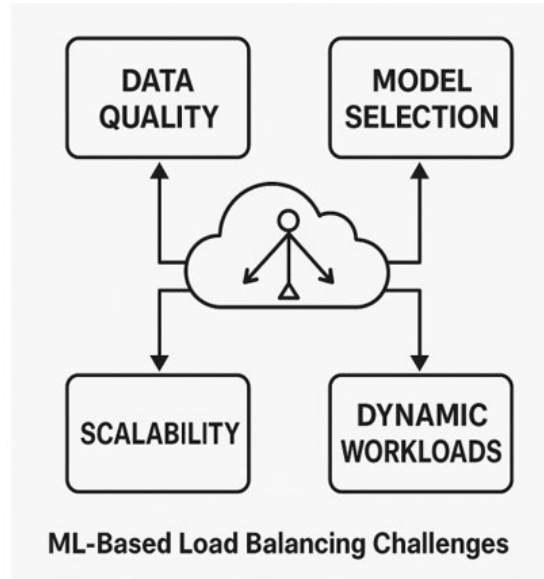 DATA
QUALITY
MODEL
SELECTION
SCALABILITY
DYNAMIC
WORKLOADS
ML-Based Load Balancing Challenges